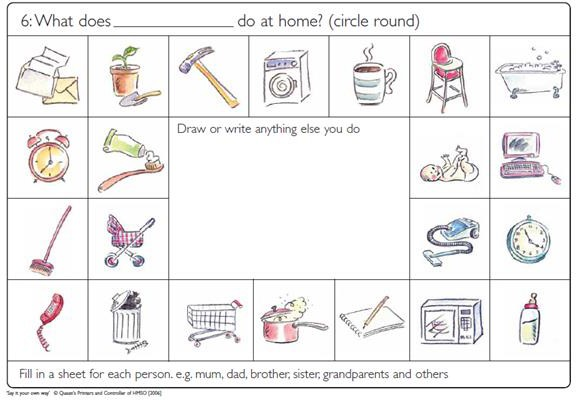 6: What does ______________ do at home? (circle round)
Draw or write anything else you do
Fill in a sheet for each person. e.g. mum, dad, brother, sister, grandparents and others
'Say it your own way' © Queen's Printers and Controller of HMSO [2006]